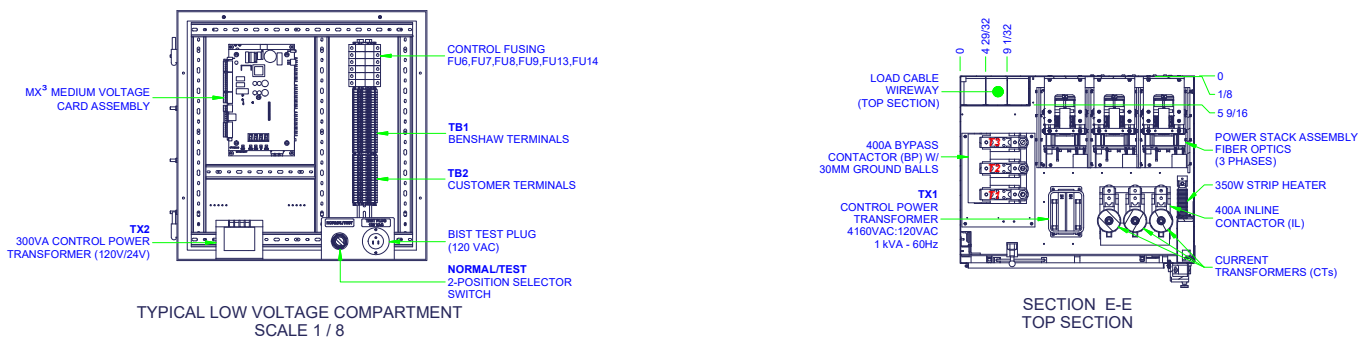 CONTROL FUSING
FU6,FU7,FU8,FU9,FU13,FU14
MX³ MEDIUM VOLTAGE
CARD ASSEMBLY
TB1
BENSHAW TERMINALS
TB2
CUSTOMER TERMINALS
TX2
300VA CONTROL POWER
TRANSFORMER (120V/24V)
BIST TEST PLUG
(120 VAC)
NORMAL/TEST
2-POSITION SELECTOR
SWITCH
TYPICAL LOW VOLTAGE COMPARTMENT
SCALE 1 / 8
0
4 29/32
9 1/32
LOAD CABLE
WIREWAY
(TOP SECTION)
0
1/8
5 9/16
400A BYPASS
CONTACTOR (BP) W/
30MM GROUND BALLS
POWER STACK ASSEMBLY
FIBER OPTICS
(3 PHASES)
TX1
CONTROL POWER
TRANSFORMER
4160VAC:120VAC
1 kVA - 60Hz
350W STRIP HEATER
400A INLINE
CONTACTOR (IL)
CURRENT
TRANSFORMERS (CTs)
SECTION E-E
TOP SECTION